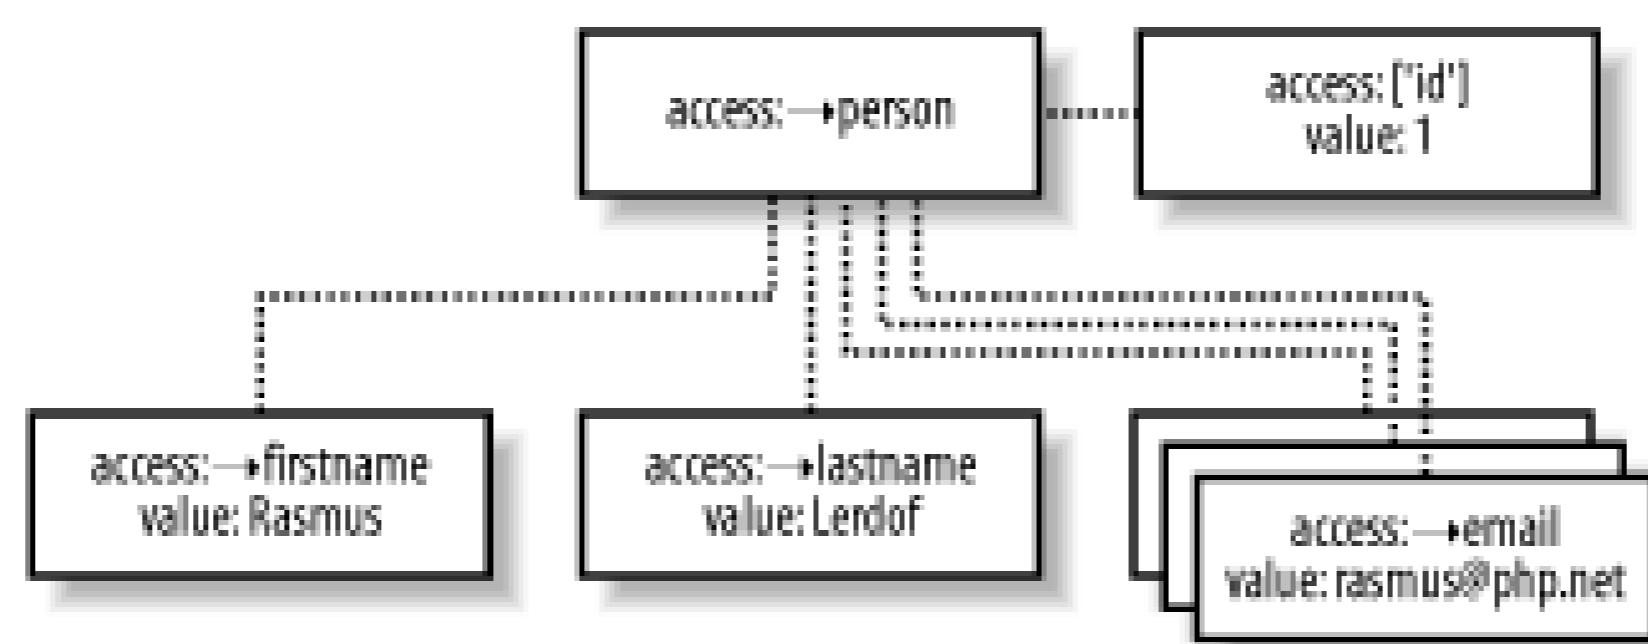 access: →person
access: ['id']
value: 1
access: →firstname
value: Rasmus
access: →lastname
value: Lerdof
access: →email
value: rasmus@php.net